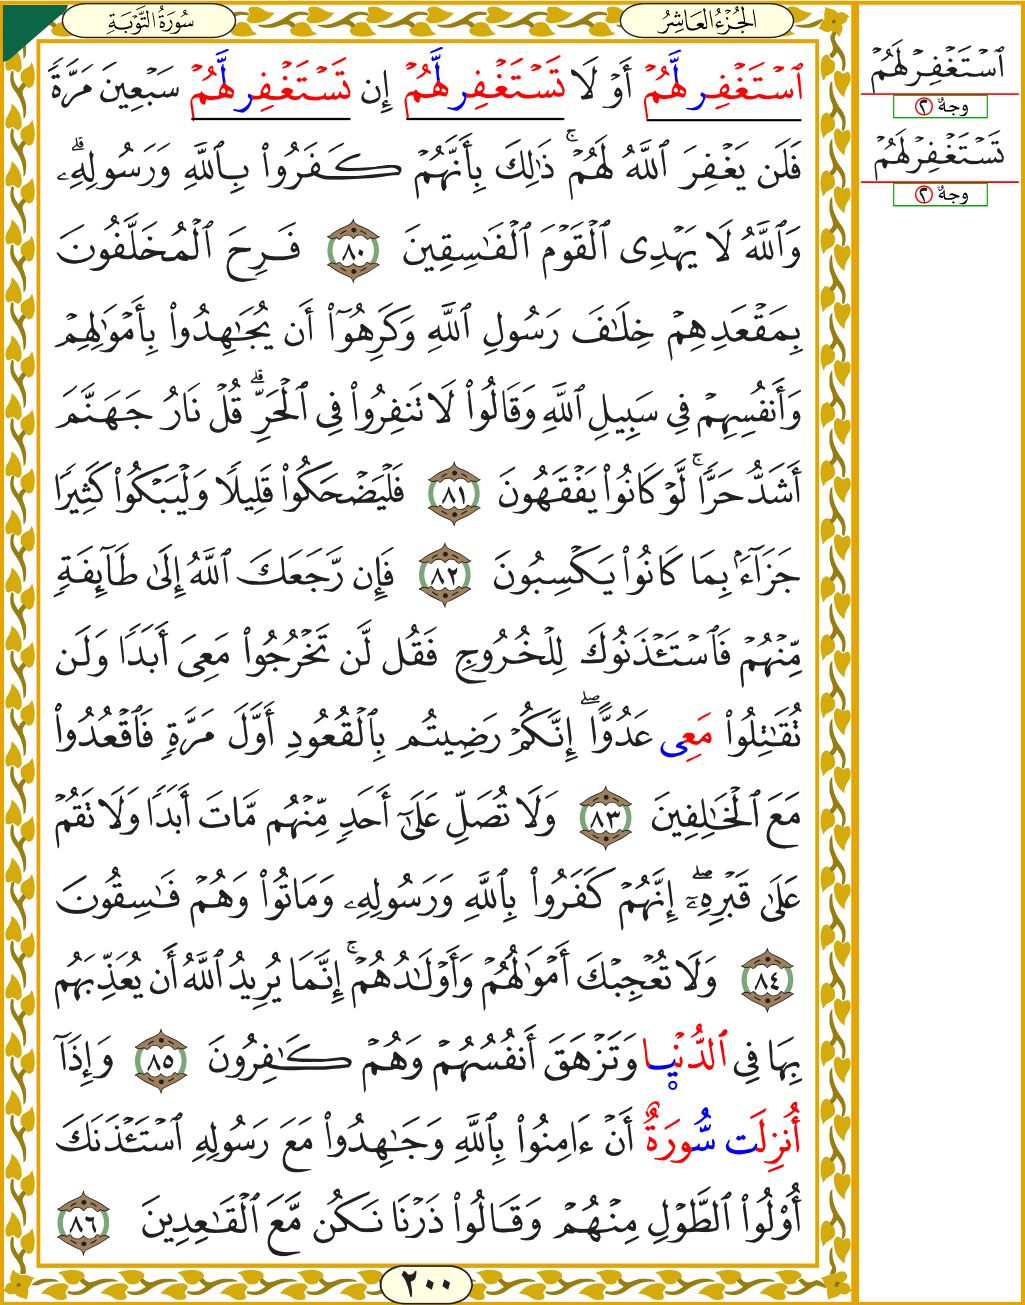 سُورَةُ التَّوْبَةِ
الجُزْءُ العَاشِرُ
ٱسۡتَغۡفِر لَّهُمۡ أَوۡ لَا تَسۡتَغۡفِر لَّهُمۡ إِن تَسۡتَغۡفِر لَّهُمۡ سَبۡعِينَ مَرَّةٗ
فَلَن يَغۡفِرَ ٱللَّهُ لَهُمۡۚ ذَٰلِكَ بِأَنَّهُمۡ كَفَرُواْ بِٱللَّهِ وَرَسُولِهِۦۗ
وَٱللَّهُ لَا يَهۡدِي ٱلۡقَوۡمَ ٱلۡفَٰسِقِينَ ٨٠ فَرِحَ ٱلۡمُخَلَّفُونَ
بِمَقۡعَدِهِمۡ خِلَٰفَ رَسُولِ ٱللَّهِ وَكَرِهُوٓاْ أَن يُجَٰهِدُواْ بِأَمۡوَٰلِهِمۡ
وَأَنفُسِهِمۡ فِي سَبِيلِ ٱللَّهِ وَقَالُواْ لَا تَنفِرُواْ فِي ٱلۡحَرِّۗ قُلۡ نَارُ جَهَنَّمَ
أَشَدُّ حَرّٗاۚ لَّوۡ كَانُواْ يَفۡقَهُونَ ٨١ فَلۡيَضۡحَكُواْ قَلِيلٗا وَلۡيَبۡكُواْ كَثِيرٗا
جَزَآءَۢ بِمَا كَانُواْ يَكۡسِبُونَ ٨٢ فَإِن رَّجَعَكَ ٱللَّهُ إِلَىٰ طَآئِفَةٖ
مِّنۡهُمۡ فَٱسۡتَـٔۡذَنُوكَ لِلۡخُرُوجِ فَقُل لَّن تَخۡرُجُواْ مَعِيَ أَبَدٗا وَلَن
تُقَٰتِلُواْ مَعِي عَدُوًّاۖ إِنَّكُمۡ رَضِيتُم بِٱلۡقُعُودِ أَوَّلَ مَرَّةٖ فَٱقۡعُدُواْ
مَعَ ٱلۡخَٰلِفِينَ ٨٣ وَلَا تُصَلِّ عَلَىٰٓ أَحَدٖ مِّنۡهُم مَّاتَ أَبَدٗا وَلَا تَقُمۡ
عَلَىٰ قَبۡرِهِۦٓۖ إِنَّهُمۡ كَفَرُواْ بِٱللَّهِ وَرَسُولِهِۦ وَمَاتُواْ وَهُمۡ فَٰسِقُونَ
٨٤ وَلَا تُعۡجِبۡكَ أَمۡوَٰلُهُمۡ وَأَوۡلَٰدُهُمۡۚ إِنَّمَا يُرِيدُ ٱللَّهُ أَن يُعَذِّبَهُم
بِهَا فِي ٱلدُّنۡيَا وَتَزۡهَقَ أَنفُسُهُمۡ وَهُمۡ كَٰفِرُونَ ٨٥ وَإِذَآ
أُنزِلَت سُّورَةٌ أَنۡ ءَامِنُواْ بِٱللَّهِ وَجَٰهِدُواْ مَعَ رَسُولِهِ ٱسۡتَـٔۡذَنَكَ
أُوْلُواْ ٱلطَّوۡلِ مِنۡهُمۡ وَقَالُواْ ذَرۡنَا نَكُن مَّعَ ٱلۡقَٰعِدِينَ ٨٦
٢٠٠
ٱسۡتَغۡفِرۡ لَهُمۡ
وجهٌ ٢
تَسۡتَغۡفِرۡ لَهُمۡ
وجهٌ ٢